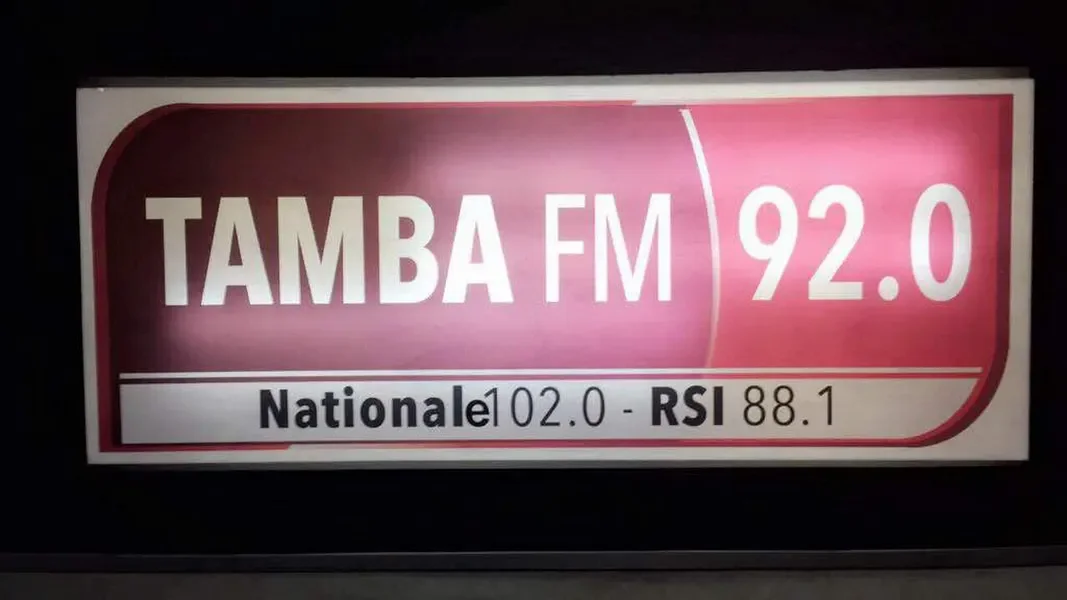 TAMBA FM 92.0
Nationale 102.0 - RSI 88.1